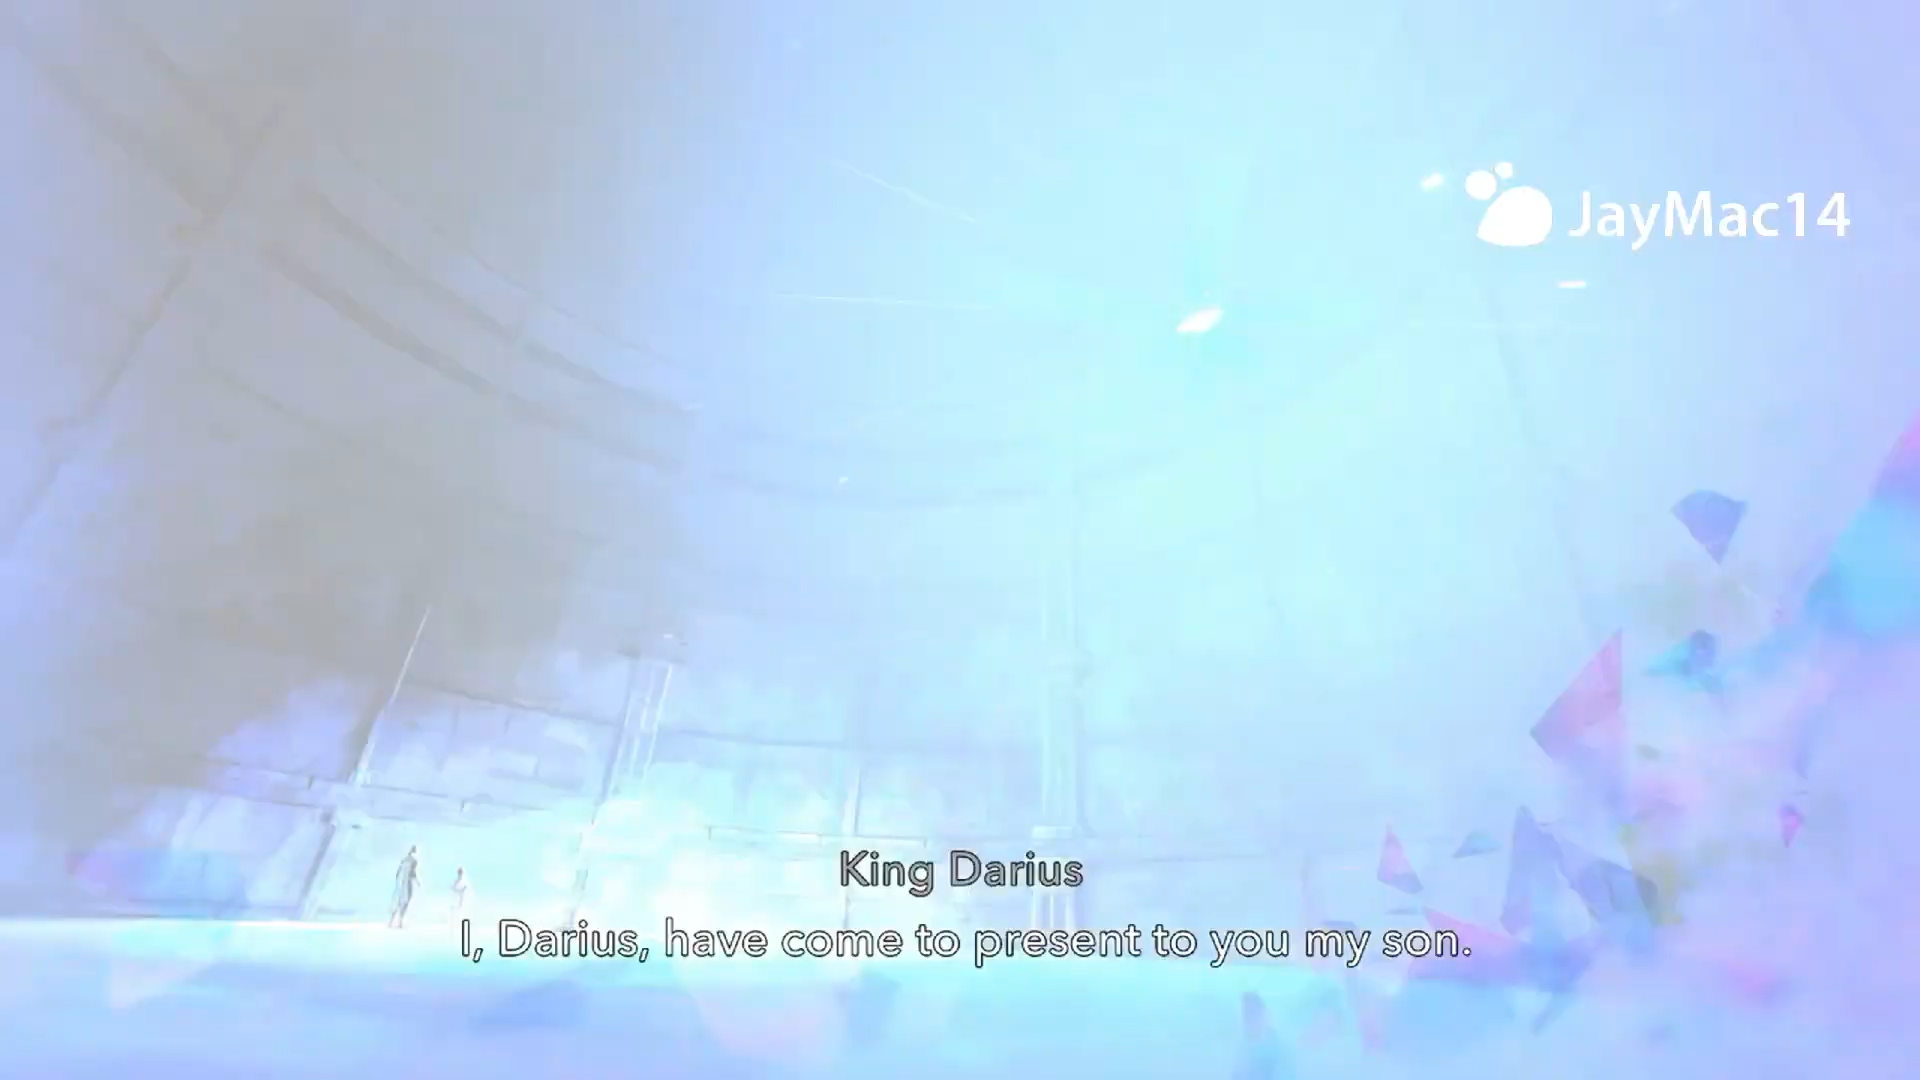 JayMac14
King Darius
I, Darius, have come to present to you my son.